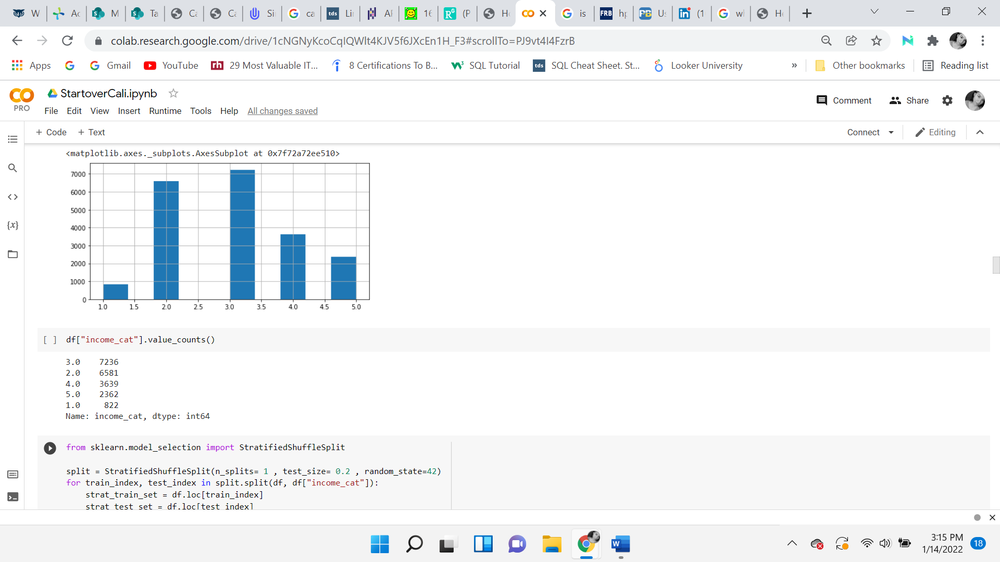 W
Ac
M
Ta
Ca
Ca
Si
ca
tds
Li
16
(P
H
is
FRB
PB
in
(1
w
H
colab.research.google.com/drive/1cNGNyKcoCqIQWlt4KJV5f6JXcEn1H_F3#scrollTo=PJ9vt4I4FzrB
Apps
Gmail
YouTube
rh
29 Most Valuable IT...
8 Certifications To B...
SQL Tutorial
tds
SQL Cheat Sheet. St...
Looker University
»
Other bookmarks
Reading list
PRO
StartoverCali.ipynb
File Edit View Insert Runtime Tools Help All changes saved
Comment
Share
+ Code + Text
Connect
Editing
<matplotlib.axes._subplots.AxesSubplot at 0x7f72a72ee510>
7000
6000
5000
4000
3000
2000
1000
0
1.0 1.5 2.0 2.5 3.0 3.5 4.0 4.5 5.0
{x}
[ ] df["income_cat"].value_counts()
3.0 7236
2.0 6581
4.0 3639
5.0 2362
1.0 822
Name: income_cat, dtype: int64
from sklearn.model_selection import StratifiedShuffleSplit
split = StratifiedShuffleSplit(n_splits= 1 , test_size= 0.2 , random_state=42)
for train_index, test_index in split.split(df, df["income_cat"]):
strat_train_set = df.loc[train_index]
strat_test_set = df.loc[test_index]
W
3:15 PM
1/14/2022
18